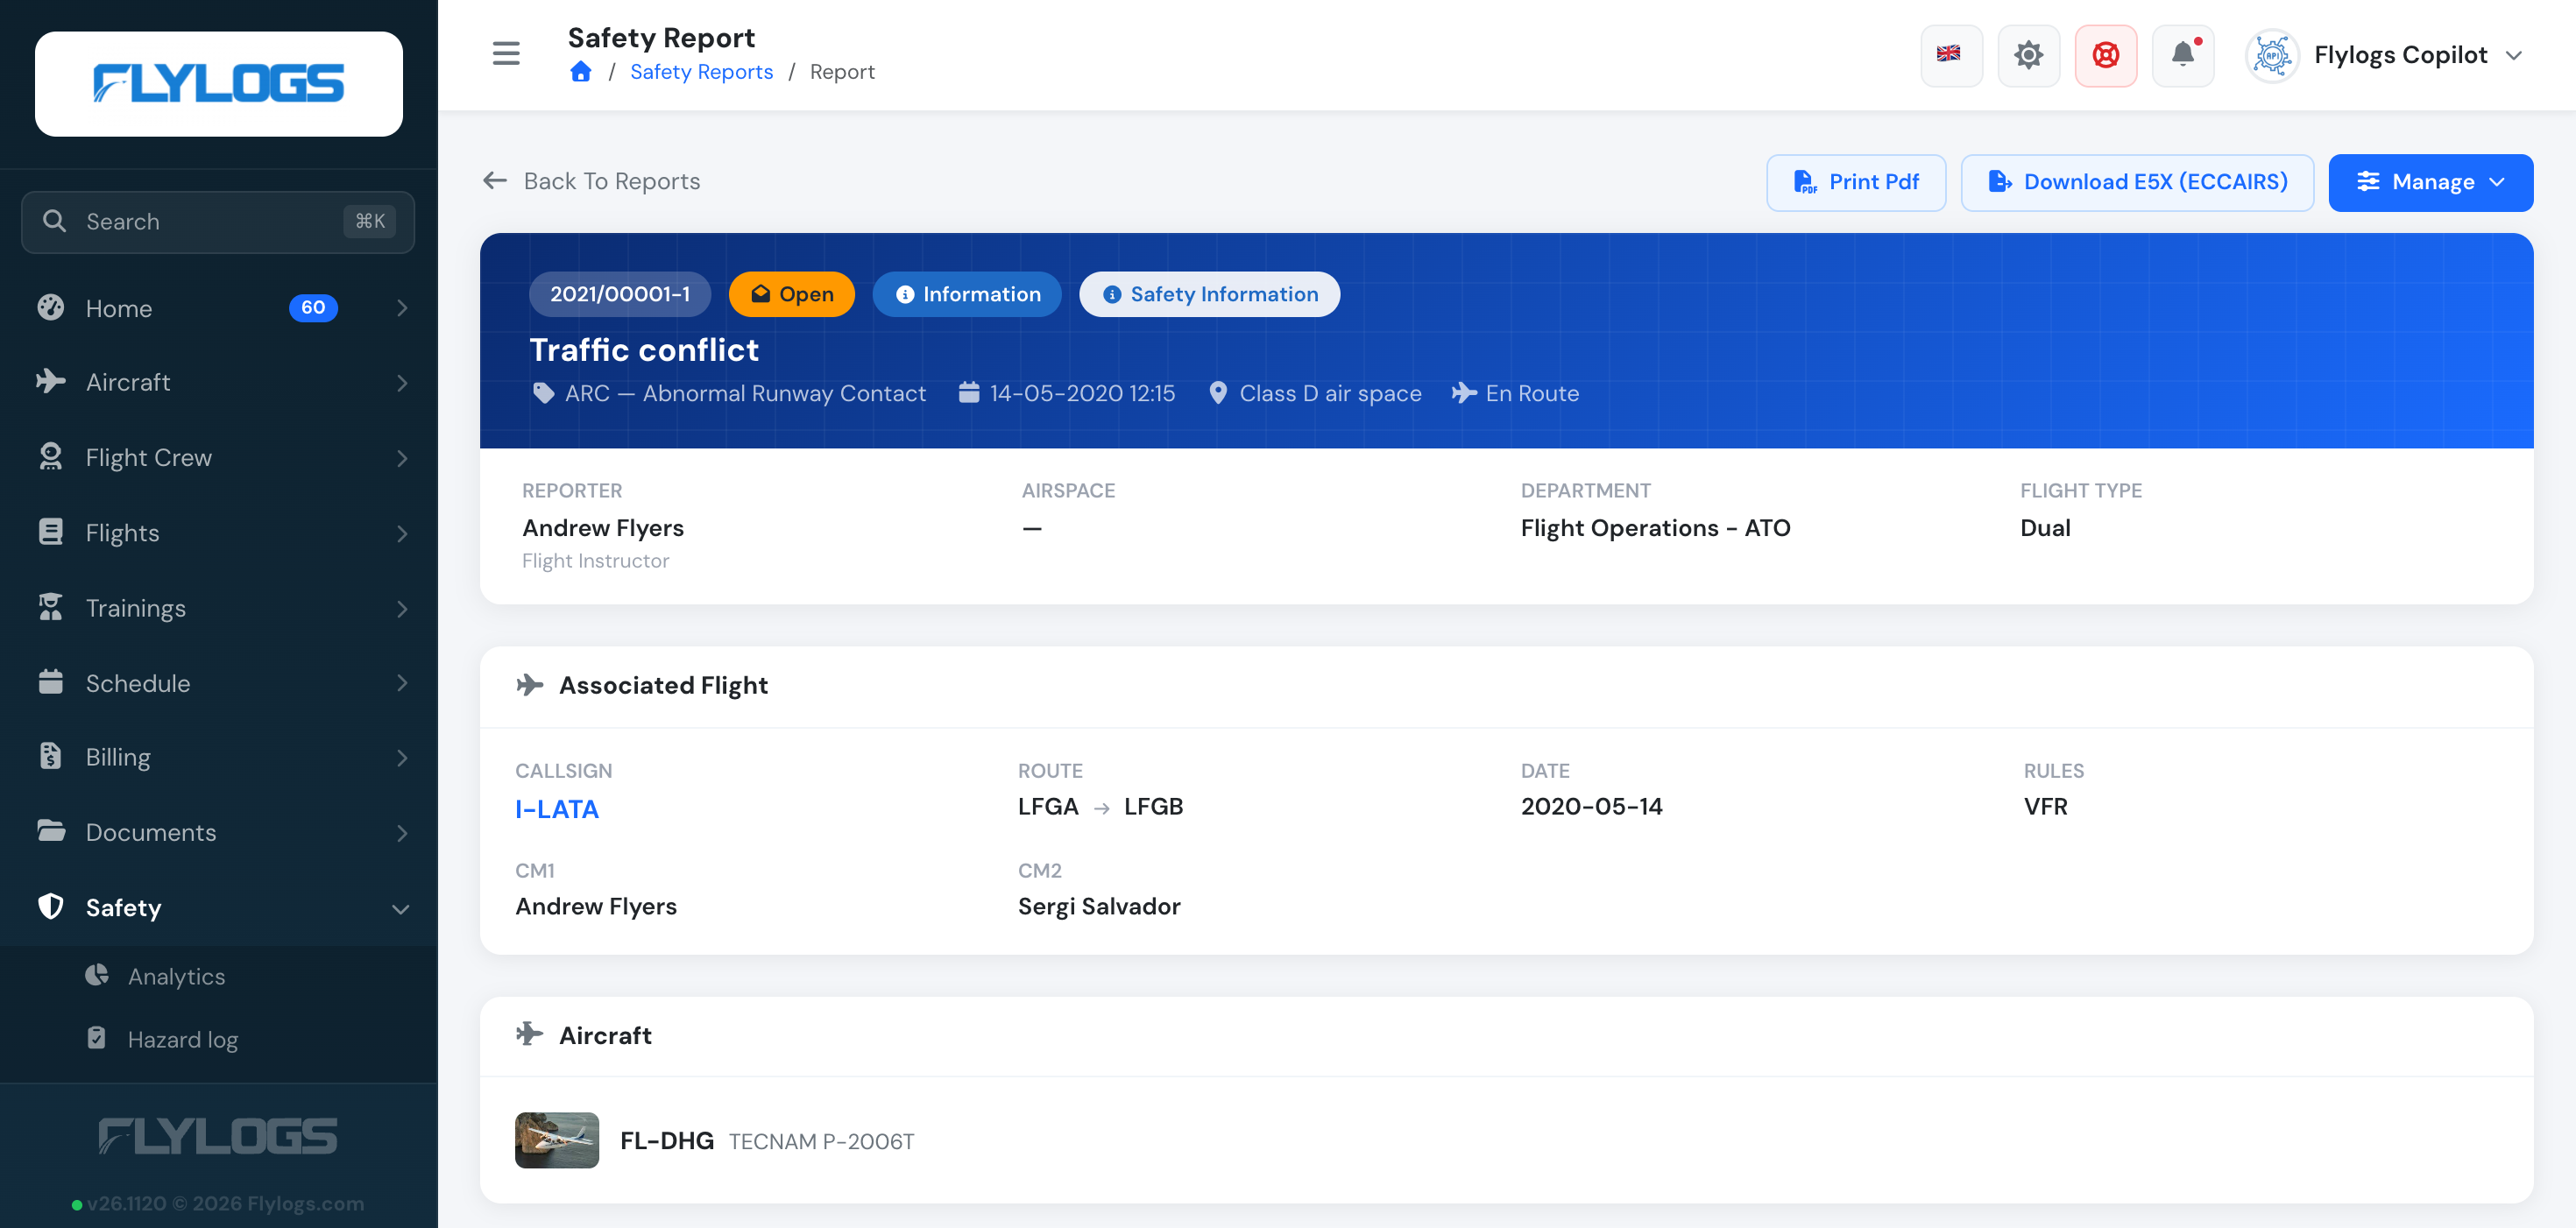 FLYLOGS
Search ⌘K
Home 60
Aircraft
Flight Crew
Flights
Trainings
Schedule
Billing
Documents
Safety
Analytics
Hazard log
FLYLOGS
v26.1120 © 2026 Flylogs.com
Safety Report
/ Safety Reports / Report
API
Flylogs Copilot
Back To Reports
PDF Print Pdf
Download E5X (ECCAIRS)
Manage
2021/00001-1 Open Information Safety Information
Traffic conflict
ARC — Abnormal Runway Contact 14-05-2020 12:15 Class D air space En Route
REPORTER AIRSPACE DEPARTMENT FLIGHT TYPE
Andrew Flyers — Flight Operations - ATO Dual
Flight Instructor
Associated Flight
CALLSIGN ROUTE DATE RULES
I-LATA LFGA → LFGB 2020-05-14 VFR
CM1 CM2
Andrew Flyers Sergi Salvador
Aircraft
FL-DHG TECNAM P-2006T